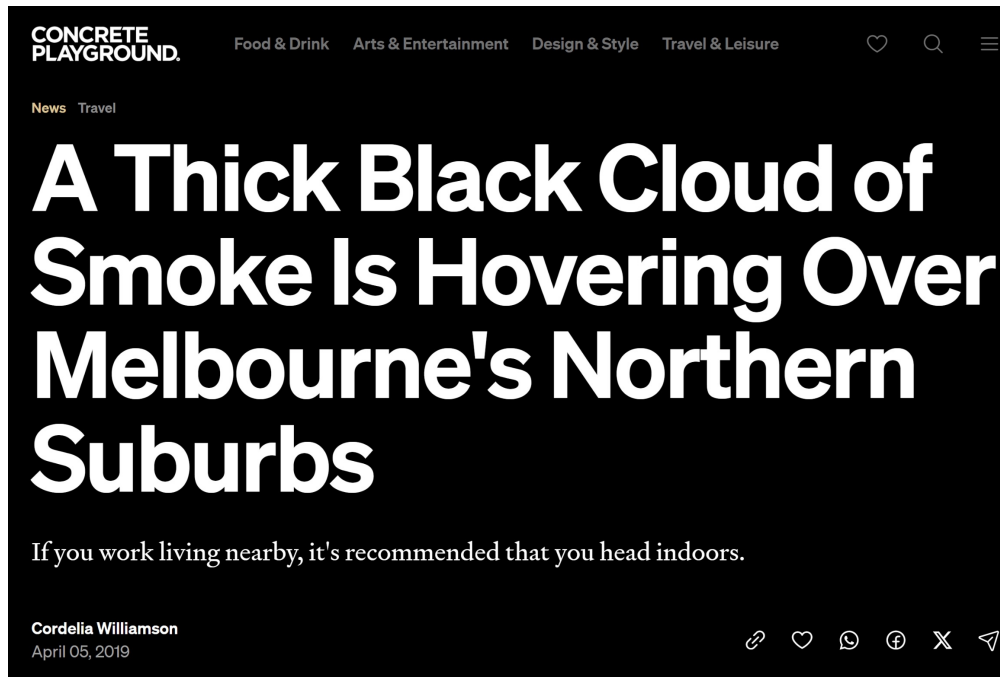 CONCRETE
PLAYGROUND.
Food & Drink Arts & Entertainment Design & Style Travel & Leisure
News Travel
A Thick Black Cloud of
Smoke Is Hovering Over
Melbourne's Northern
Suburbs
If you work living nearby, it's recommended that you head indoors.
Cordelia Williamson
April 05, 2019